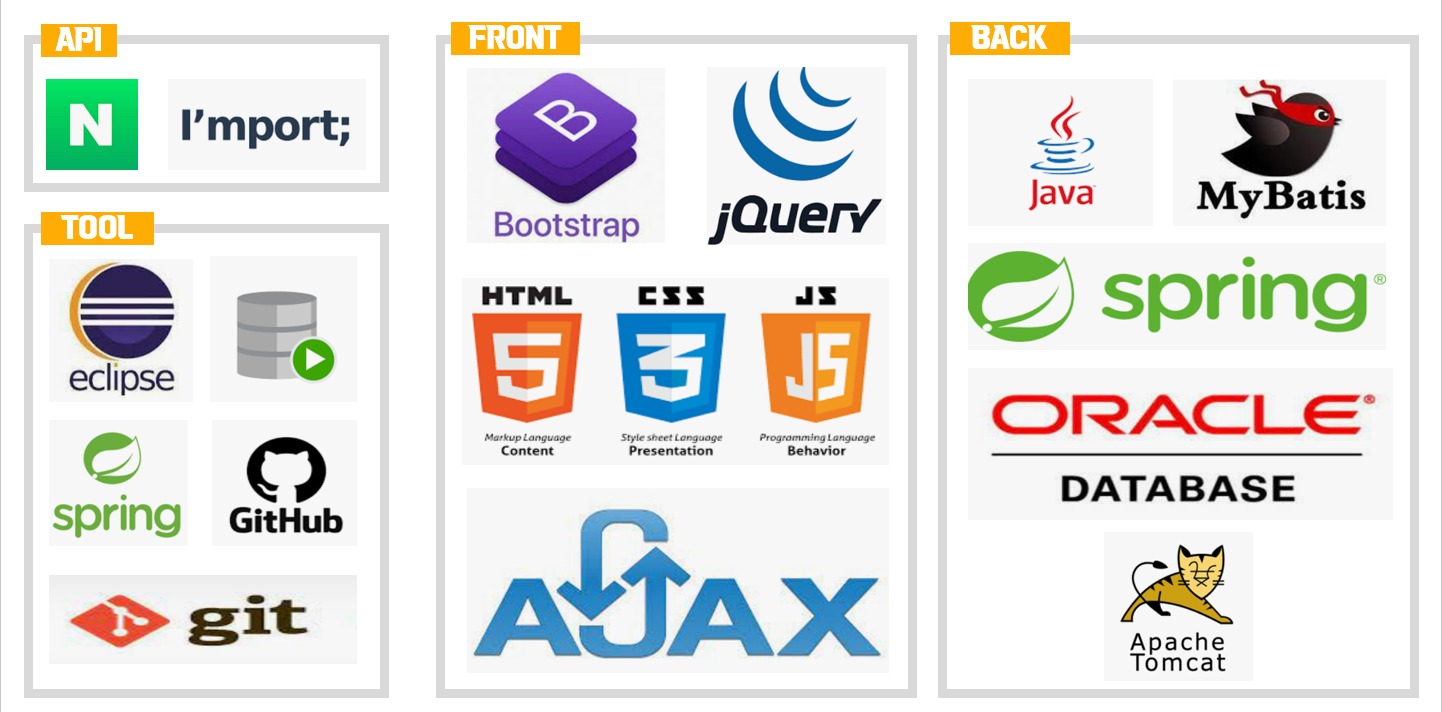 API
N
I'mport;
TOOL
eclipse
spring
GitHub
git
FRONT
B
Bootstrap
jQuery
HTML CSS JS
5 3 JS
Markup Language Style sheet Language Programming Language
Content Presentation Behavior
AJAX
BACK
Java
MyBatis
spring®
ORACLE®
DATABASE
Apache
Tomcat